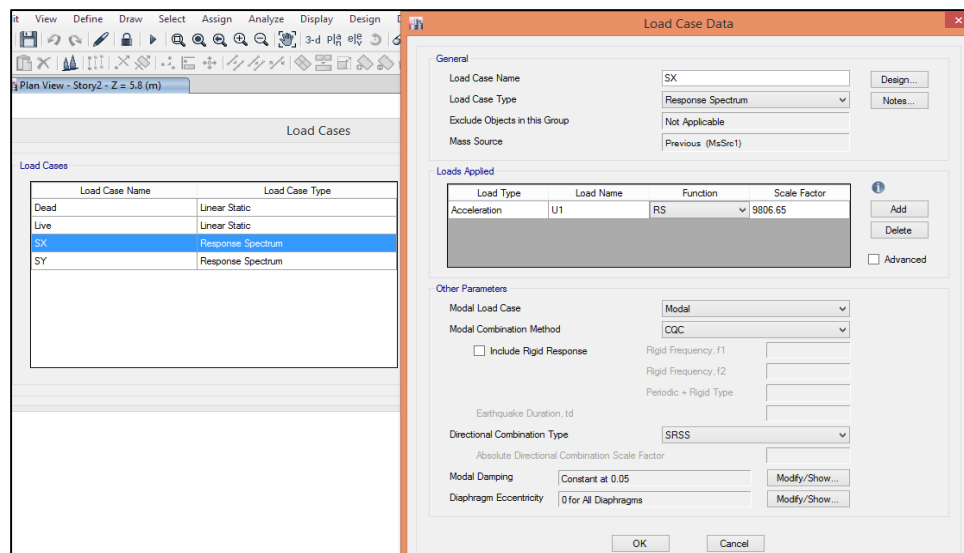 it View Define Draw Select Assign Analyze Display Design D
3-d
Plan View - Story2 - Z = 5.8 (m)
Load Cases
Load Cases
Load Case Name Load Case Type
Dead Linear Static
Live Linear Static
SX Response Spectrum
SY Response Spectrum
Load Case Data
General
Load Case Name SX Design...
Load Case Type Response Spectrum Notes...
Exclude Objects in this Group Not Applicable
Mass Source Previous (MsSrc1)
Loads Applied
Load Type Load Name Function Scale Factor
Acceleration U1 RS 9806.65 Add
Delete
Advanced
Other Parameters
Modal Load Case Modal
Modal Combination Method CQC
Include Rigid Response Rigid Frequency, f1
Rigid Frequency, f2
Periodic + Rigid Type
Earthquake Duration, td
Directional Combination Type SRSS
Absolute Directional Combination Scale Factor
Modal Damping Constant at 0.05 Modify/Show...
Diaphragm Eccentricity 0 for All Diaphragms Modify/Show...
OK Cancel